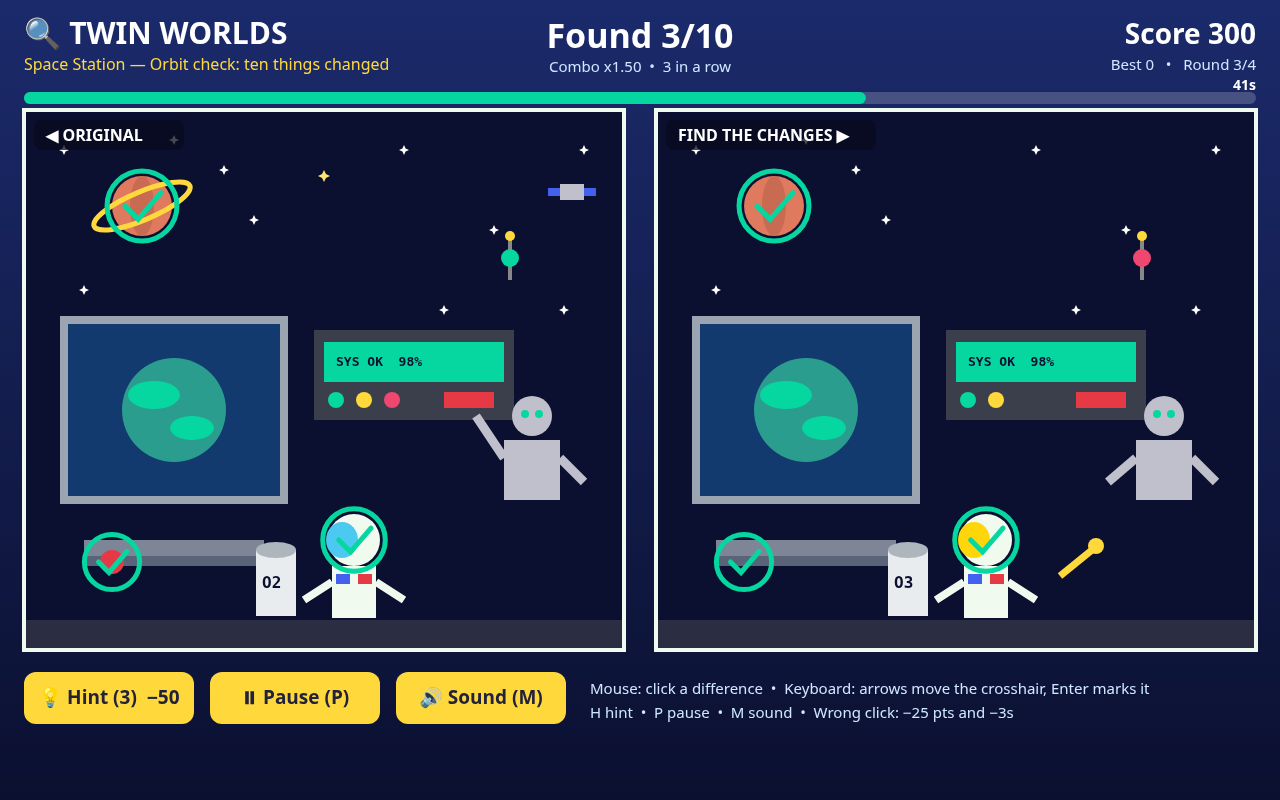 🔍 TWIN WORLDS
Space Station — Orbit check: ten things changed
Found 3/10
Combo x1.50 • 3 in a row
Score 300
Best 0 • Round 3/4
41s
◀ ORIGINAL
FIND THE CHANGES ▶
SYS OK 98%
SYS OK 98%
02
03
💡 Hint (3) −50
⏸ Pause (P)
🔊 Sound (M)
Mouse: click a difference • Keyboard: arrows move the crosshair, Enter marks it
H hint • P pause • M sound • Wrong click: −25 pts and −3s